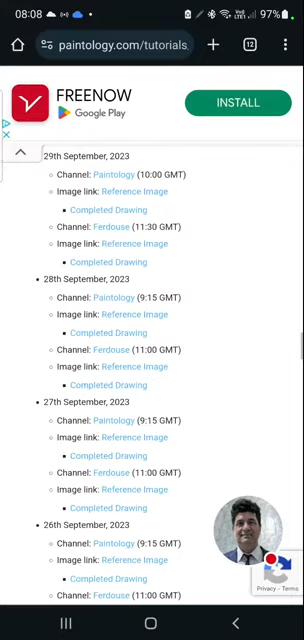 08:08
97%
paintology.com/tutorials
12
FREENOW
Google Play
INSTALL
29th September, 2023
Channel: Paintology (10:00 GMT)
Image link: Reference Image
Completed Drawing
Channel: Ferdouse (11:30 GMT)
Image link: Reference Image
Completed Drawing
28th September, 2023
Channel: Paintology (9:15 GMT)
Image link: Reference Image
Completed Drawing
Channel: Ferdouse (11:00 GMT)
Image link: Reference Image
Completed Drawing
27th September, 2023
Channel: Paintology (9:15 GMT)
Image link: Reference Image
Completed Drawing
Channel: Ferdouse (11:00 GMT)
Image link: Reference Image
Completed Drawing
26th September, 2023
Channel: Paintology (9:15 GMT)
Image link: Reference Image
Completed Drawing
Channel: Ferdouse (11:00 GMT)
Privacy - Terms